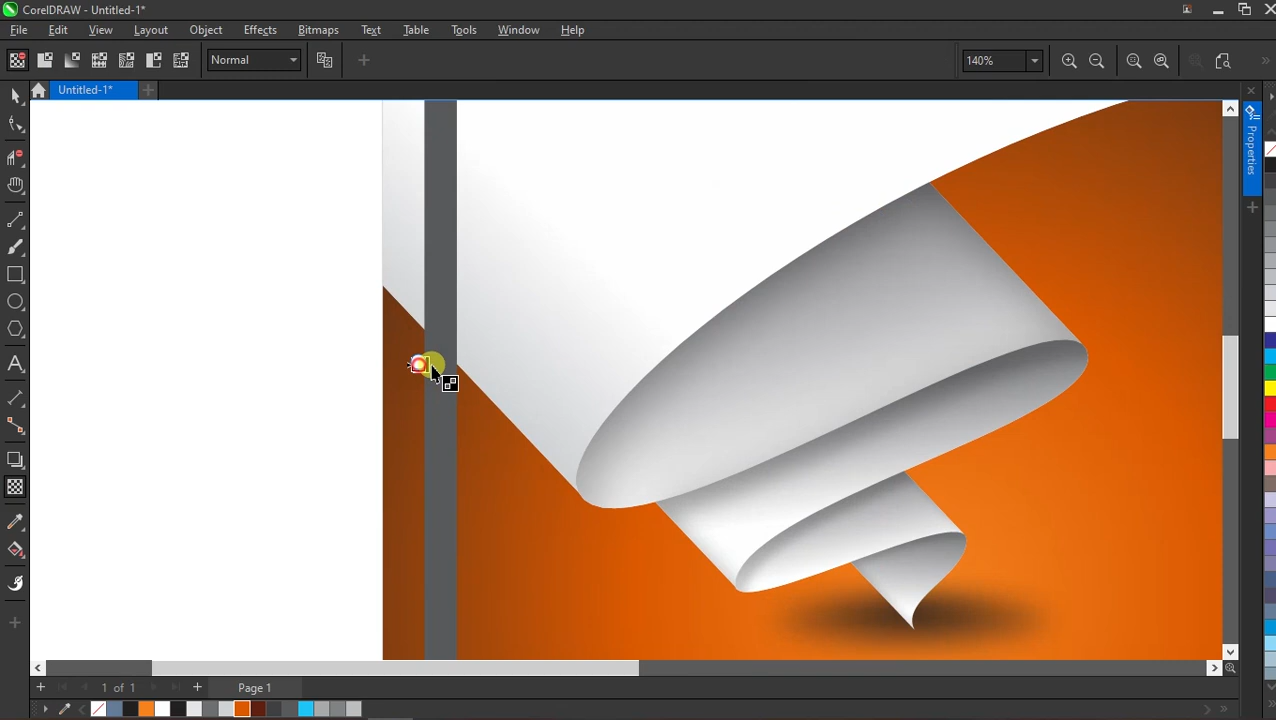 CorelDRAW - Untitled-1*
File Edit View Layout Object Effects Bitmaps Text Table Tools Window Help
Normal 140%
Untitled-1*
Properties
1 of 1 Page 1